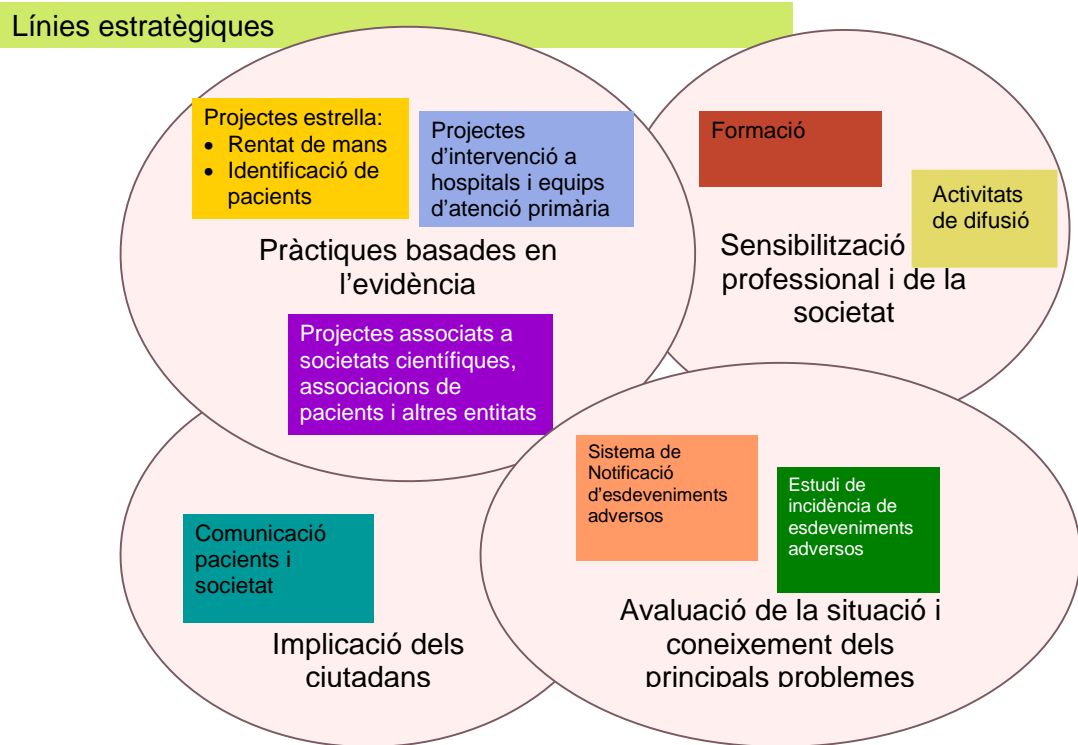 Línies estratègiques
Projectes estrella:
• Rentat de mans
• Identificació de
pacients
Projectes
d'intervenció a
hospitals i equips
d'atenció primària
Pràctiques basades en
l'evidència
Projectes associats a
societats científiques,
associacions de
pacients i altres entitats
Formació
Activitats
de difusió
Sensibilització
professional i de la
societat
Comunicació
pacients i
societat
Implicació dels
ciutadans
Sistema de
Notificació
d'esdeveniments
adversos
Estudi de
incidència de
esdeveniments
adversos
Avaluació de la situació i
coneixement dels
principals problemes